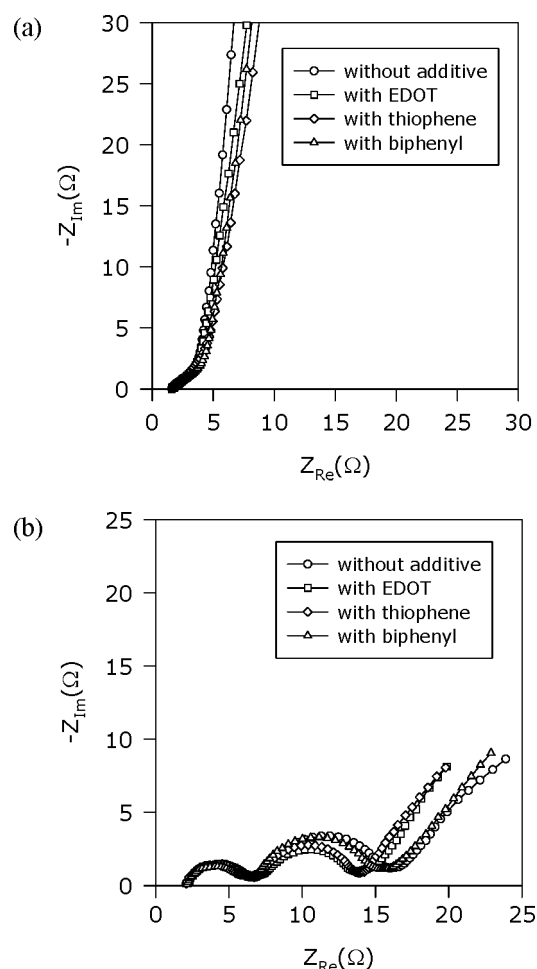 (a)
30
25
20
15
10
5
0
-Z_Im(Ω)
without additive
with EDOT
with thiophene
with biphenyl
0 5 10 15 20 25 30
Z_Re(Ω)
(b)
25
20
15
10
5
0
-Z_Im(Ω)
without additive
with EDOT
with thiophene
with biphenyl
0 5 10 15 20 25
Z_Re(Ω)